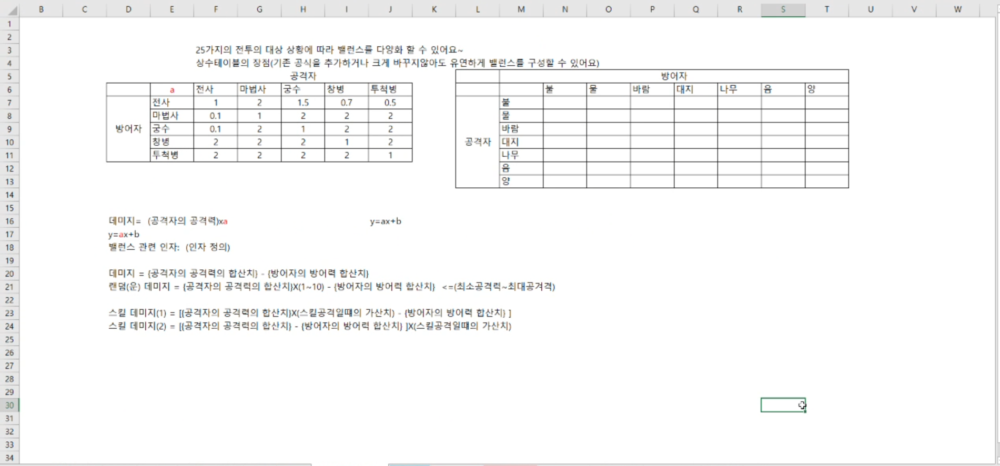 B C D E F G H I J K L M N O P Q R S T U V W
1
2
3 25가지의 전투의 대상 상황에 따라 밸런스를 다양화 할 수 있어요~
4 상수테이블의 장점(기존 공식을 추가하거나 크게 바꾸지않아도 유연하게 밸런스를 구성할 수 있어요)
5 공격자 방어자
6 a 전사 마법사 궁수 창병 투척병 불 물 바람 대지 나무 음 양
7 전사 1 2 1.5 0.7 0.5 불
8 마법사 0.1 1 2 2 2 물
9 방어자 궁수 0.1 2 1 2 2 바람
10 창병 2 2 2 1 2 공격자 대지
11 투척병 2 2 2 2 1 나무
12 음
13 양
14
15
16 데미지= (공격자의 공격력)xa y=ax+b
17 y=ax+b
18 밸런스 관련 인자: (인자 정의)
19
20 데미지 = {공격자의 공격력의 합산치} - {방어자의 방어력 합산치}
21 랜덤(운) 데미지 = {공격자의 공격력의 합산치}X(1~10) - {방어자의 방어력 합산치} <=(최소공격력~최대공겨격)
22
23 스킬 데미지(1) = [{공격자의 공격력의 합산치}X(스킬공격일떄의 가산치) - {방어자의 방어력 합산치} ]
24 스킬 데미지(2) = [{공격자의 공격력의 합산치} - {방어자의 방어력 합산치} ]X(스킬공격일때의 가산치)
25
26
27
28
29
30
31
32
33
34